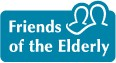 Friends
of the Elderly